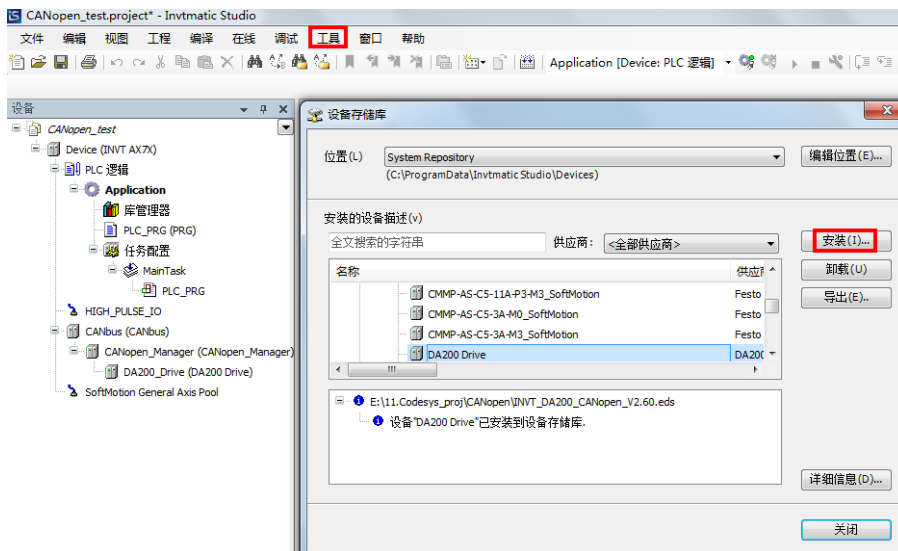 CANopen_test.project* - Invtmatic Studio
文件 编辑 视图 工程 编译 在线 调试 工具 窗口 帮助
Application [Device: PLC 逻辑]
设备
CANopen_test
Device (INVT AX7X)
PLC 逻辑
Application
库管理器
PLC_PRG (PRG)
任务配置
MainTask
PLC_PRG
HIGH_PULSE_IO
CANbus (CANbus)
CANopen_Manager (CANopen_Manager)
DA200_Drive (DA200 Drive)
SoftMotion General Axis Pool
设备存储库
位置(L) System Repository 编辑位置(E)...
(C:\ProgramData\Invtmatic Studio\Devices)
安装的设备描述(v)
全文搜索的字符串 供应商: <全部供应商> 安装(I)...
名称 供应
卸载(U)
CMMP-AS-C5-11A-P3-M3_SoftMotion Festo
导出(E)..
CMMP-AS-C5-3A-M0_SoftMotion Festo
CMMP-AS-C5-3A-M3_SoftMotion Festo
DA200 Drive DA200
E:\11.Codesys_proj\CANopen\INVT_DA200_CANopen_V2.60.eds
设备"DA200 Drive"已安装到设备存储库.
详细信息(D)...
关闭